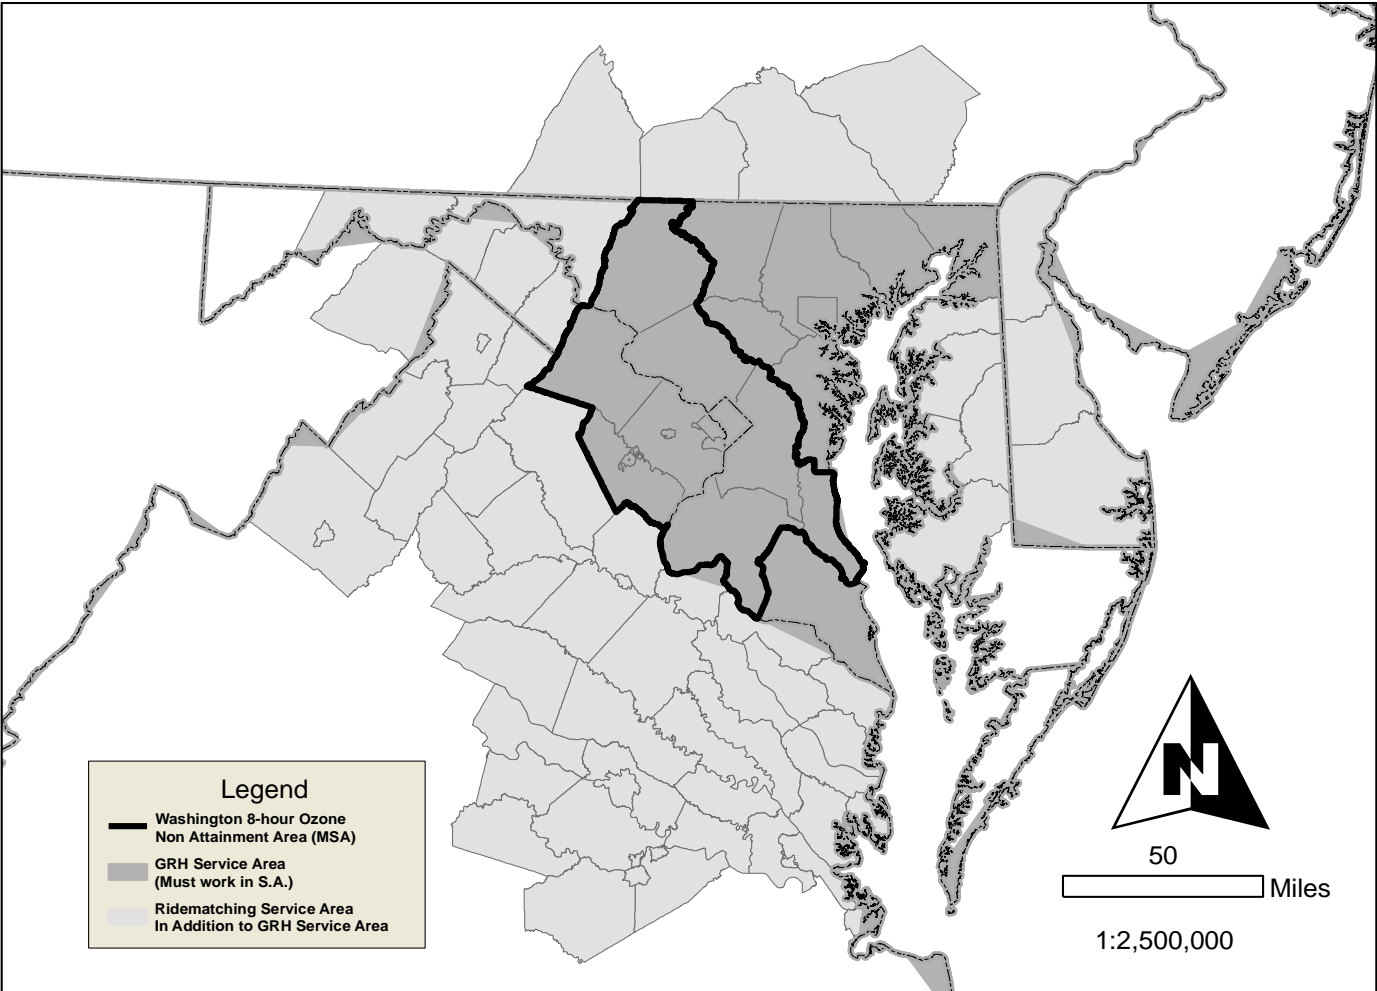 Legend
Washington 8-hour Ozone
Non Attainment Area (MSA)
GRH Service Area
(Must work in S.A.)
Ridematching Service Area
In Addition to GRH Service Area
N
50
Miles
1:2,500,000